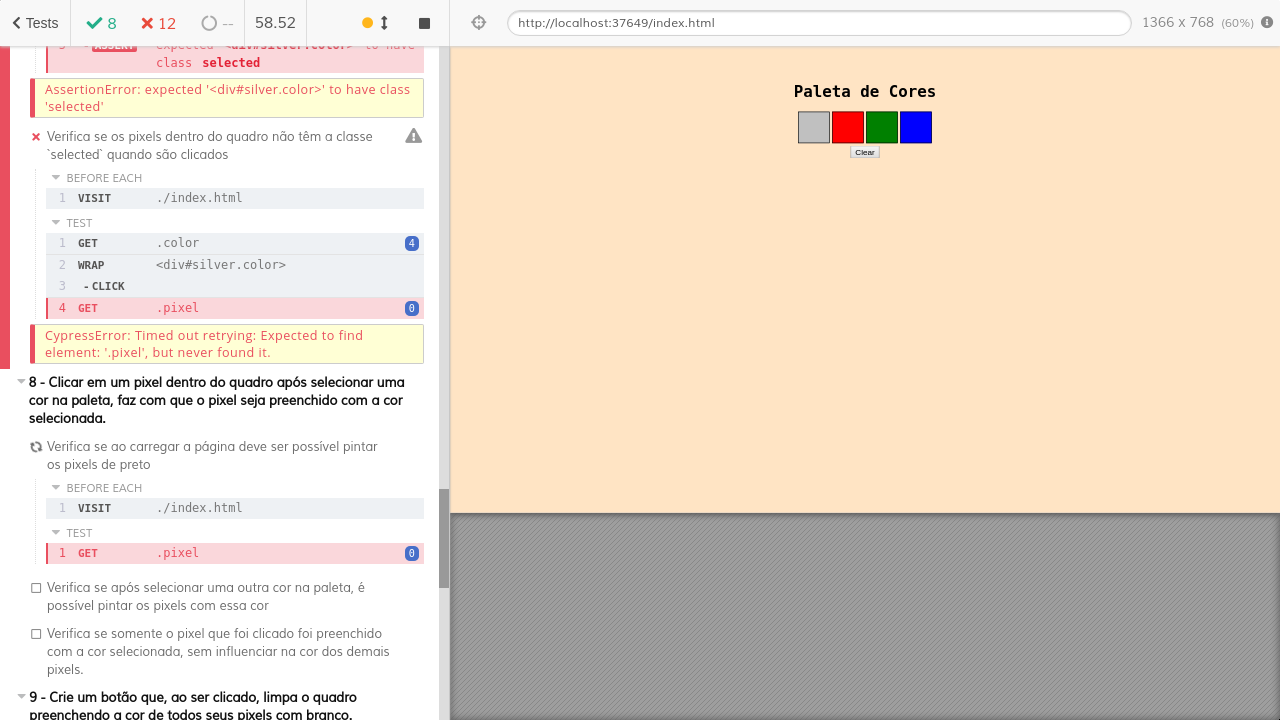 Tests
8
12
--
58.52
http://localhost:37649/index.html
1366 x 768 (60%)
3 -ASSERT expected <div#silver.color> to have
class selected
AssertionError: expected '<div#silver.color>' to have class
'selected'
Verifica se os pixels dentro do quadro não têm a classe
`selected` quando são clicados
BEFORE EACH
1 VISIT ./index.html
TEST
1 GET .color 4
2 WRAP <div#silver.color>
3 -CLICK
4 GET .pixel 0
CypressError: Timed out retrying: Expected to find
element: '.pixel', but never found it.
8 - Clicar em um pixel dentro do quadro após selecionar uma
cor na paleta, faz com que o pixel seja preenchido com a cor
selecionada.
Verifica se ao carregar a página deve ser possível pintar
os pixels de preto
BEFORE EACH
1 VISIT ./index.html
TEST
1 GET .pixel 0
Verifica se após selecionar uma outra cor na paleta, é
possível pintar os pixels com essa cor
Verifica se somente o pixel que foi clicado foi preenchido
com a cor selecionada, sem influenciar na cor dos demais
pixels.
9 - Crie um botão que, ao ser clicado, limpa o quadro
preenchendo a cor de todos seus pixels com branco.
Paleta de Cores
Clear